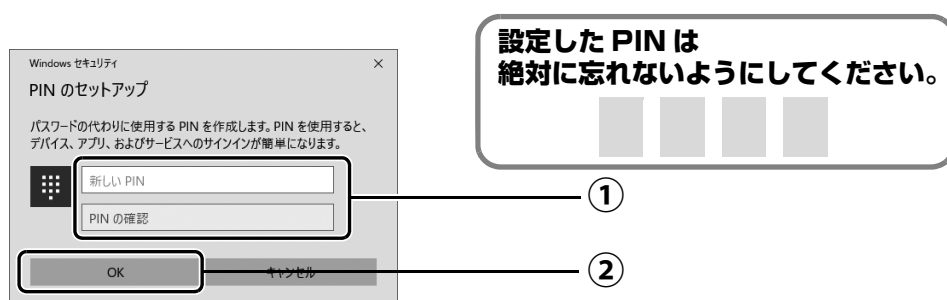 設定した PIN は
絶対に忘れないようにしてください。
Windows セキュリティ
×
PIN のセットアップ
パスワードの代わりに使用する PIN を作成します。PIN を使用すると、
デバイス、アプリ、およびサービスへのサインインが簡単になります。
新しい PIN
①
PIN の確認
OK
キャンセル
②